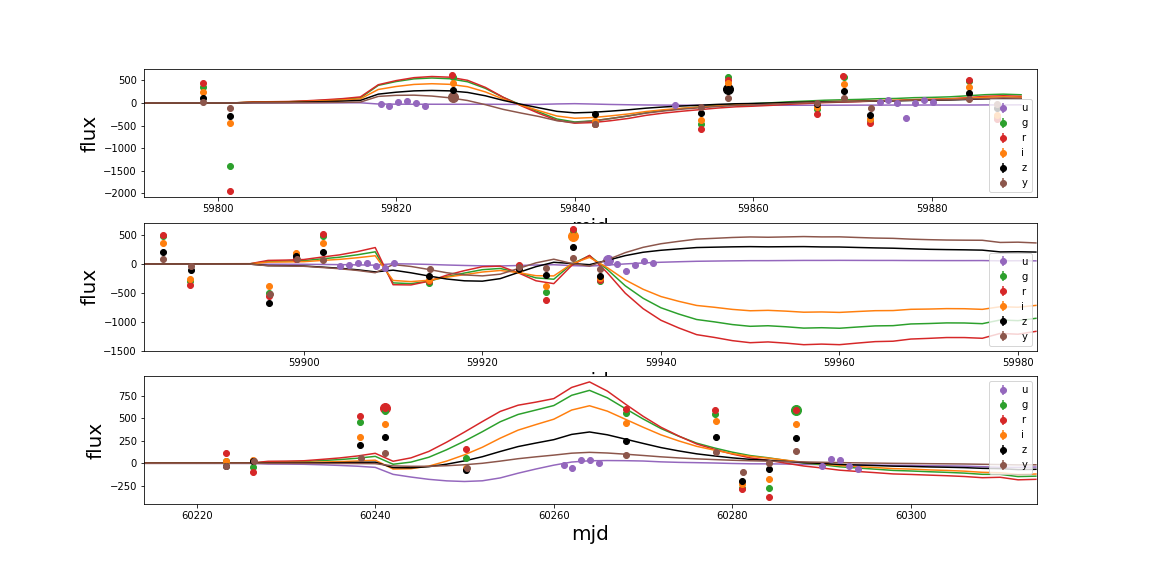 500
0
−500
−1000
−1500
−2000
flux
59800
59820
59840
59860
59880
u
g
r
i
z
y
500
0
−500
−1000
−1500
flux
59900
59920
59940
59960
59980
u
g
r
i
z
y
750
500
250
0
−250
flux
60220
60240
60260
60280
60300
mjd
u
g
r
i
z
y